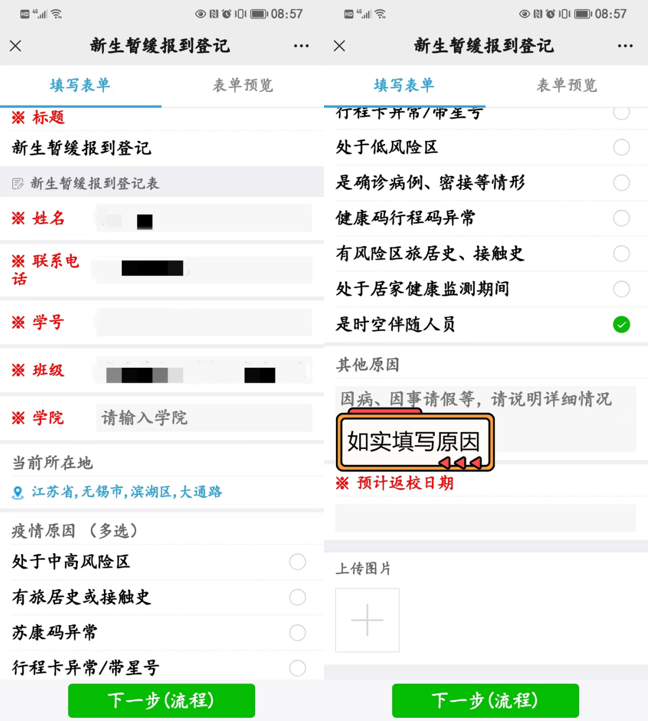 08:57
新生暂缓报到登记
填写表单
表单预览
※ 标题
新生暂缓报到登记
新生暂缓报到登记表
※ 姓名
※ 联系电
话
※ 学号
※ 班级
※ 学院
请输入学院
当前所在地
江苏省,无锡市,滨湖区,大通路
疫情原因 (多选)
处于中高风险区
有旅居史或接触史
苏康码异常
行程卡异常/带星号
下一步(流程)
08:57
新生暂缓报到登记
填写表单
表单预览
行程卡异常/带星号
处于低风险区
是确诊病例、密接等情形
健康码行程码异常
有风险区旅居史、接触史
处于居家健康监测期间
是时空伴随人员
其他原因
因病、因事请假等，请说明详细情况
如实填写原因
※ 预计返校日期
上传图片
下一步(流程)